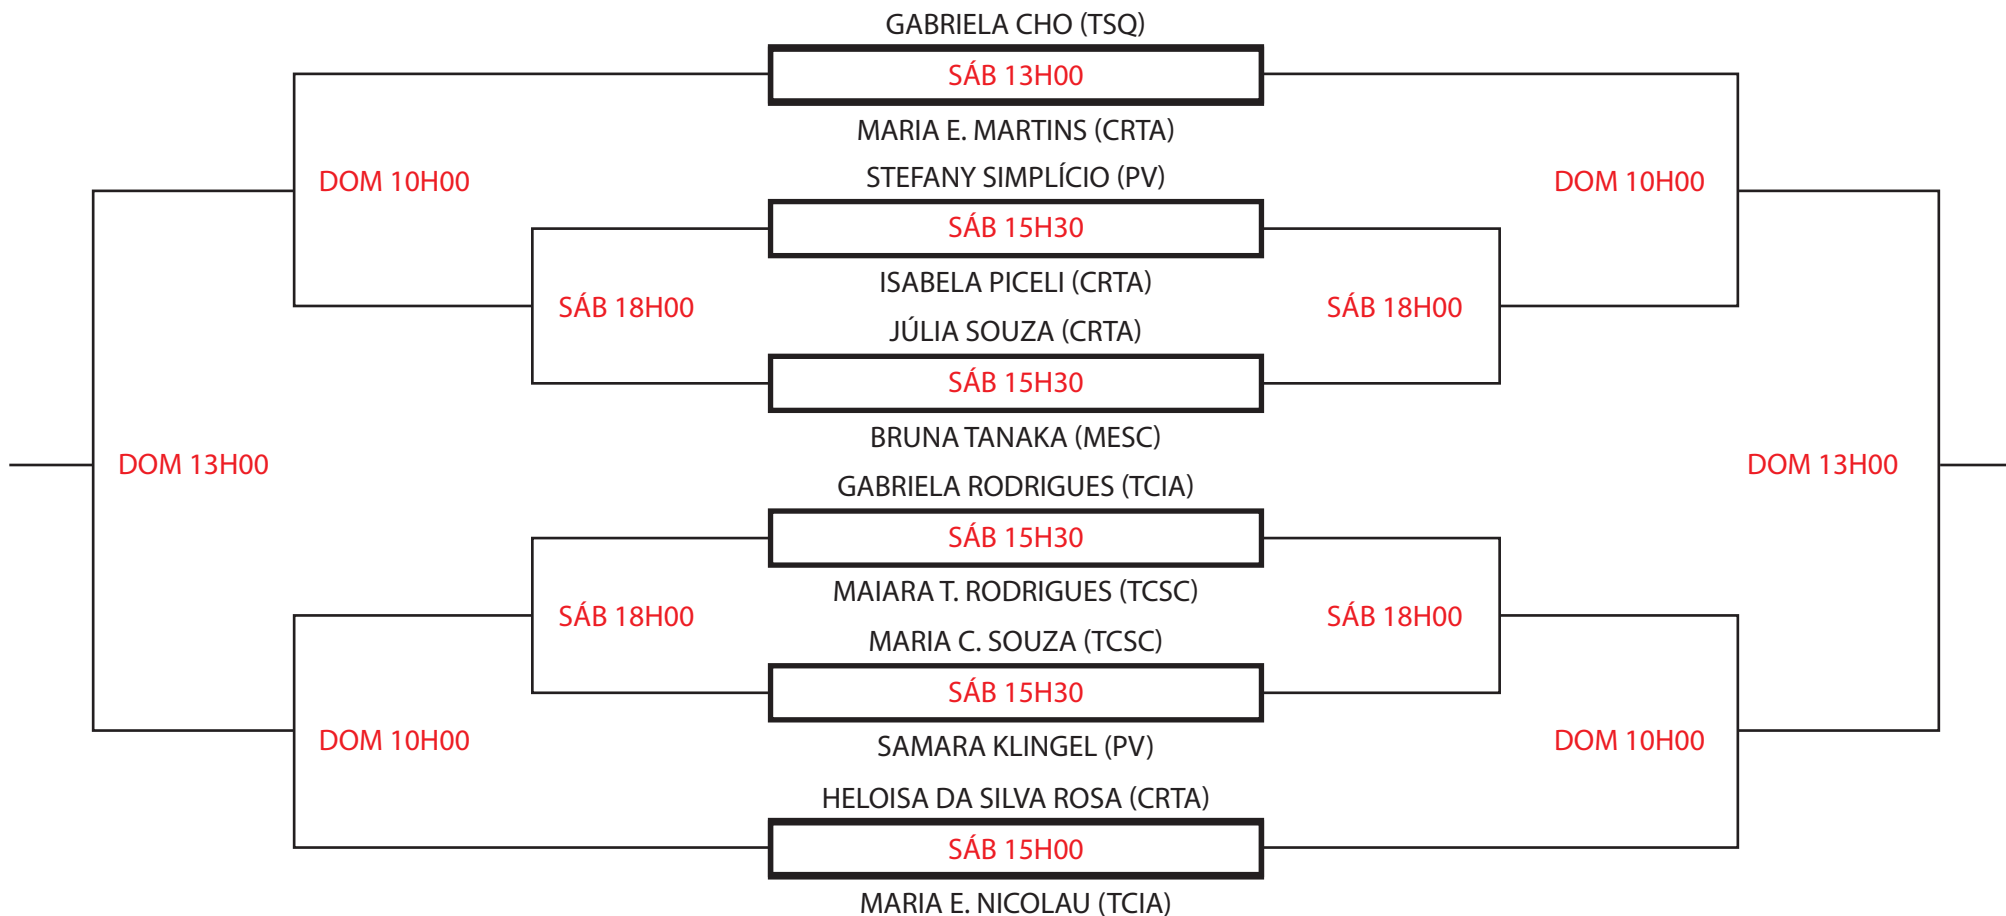 GABRIELA CHO (TSQ)
SÁB 13H00
MARIA E. MARTINS (CRTA)
STEFANY SIMPLÍCIO (PV)
DOM 10H00
DOM 10H00
SÁB 15H30
ISABELA PICELI (CRTA)
SÁB 18H00
SÁB 18H00
JÚLIA SOUZA (CRTA)
SÁB 15H30
BRUNA TANAKA (MESC)
DOM 13H00
DOM 13H00
GABRIELA RODRIGUES (TCIA)
SÁB 15H30
MAIARA T. RODRIGUES (TCSC)
SÁB 18H00
SÁB 18H00
MARIA C. SOUZA (TCSC)
SÁB 15H30
DOM 10H00
DOM 10H00
SAMARA KLINGEL (PV)
HELOISA DA SILVA ROSA (CRTA)
SÁB 15H00
MARIA E. NICOLAU (TCIA)